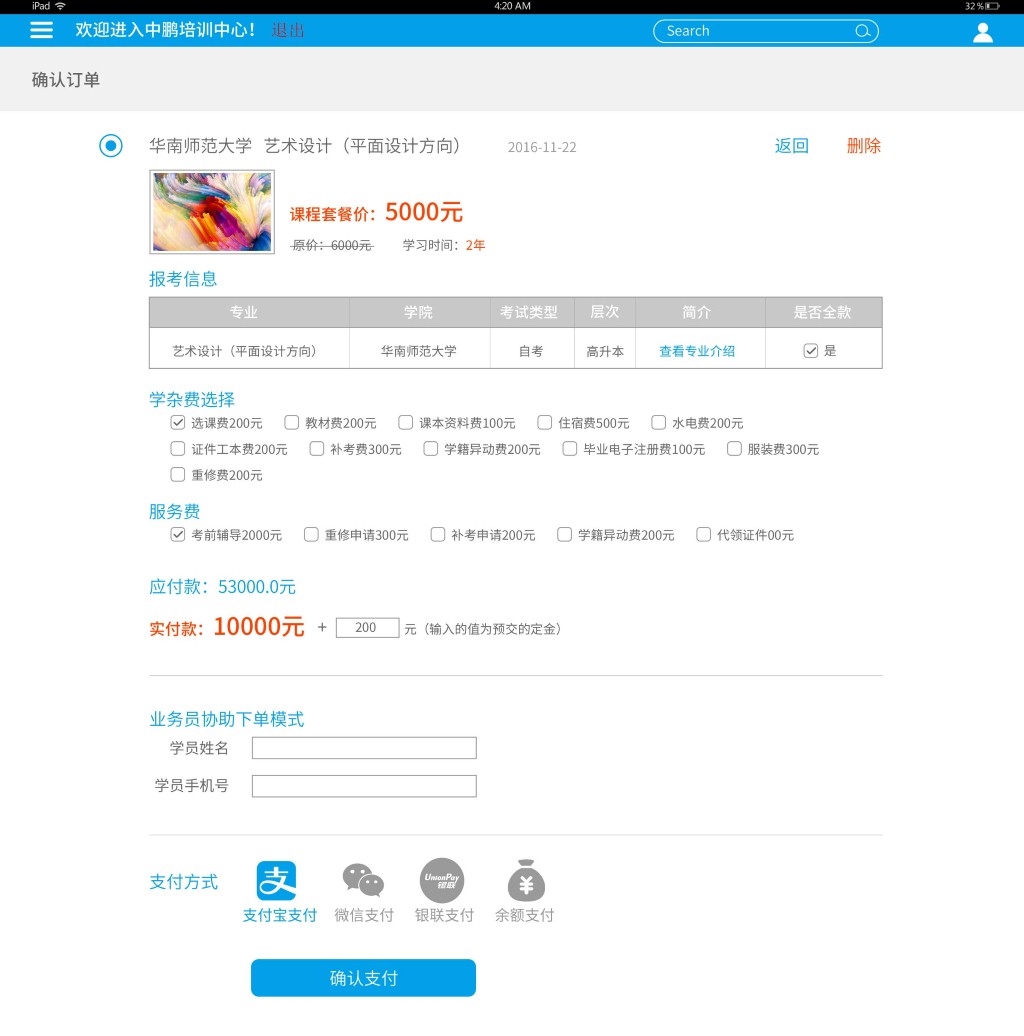 iPad 4:20 AM 32%
欢迎进入中鹏培训中心！ 退出 Search
确认订单
华南师范大学 艺术设计（平面设计方向） 2016-11-22 返回 删除
课程套餐价：5000元
原价：6000元 学习时间：2年
报考信息
专业 学院 考试类型 层次 简介 是否全款
艺术设计（平面设计方向） 华南师范大学 自考 高升本 查看专业介绍 是
学杂费选择
选课费200元 教材费200元 课本资料费100元 住宿费500元 水电费200元
证件工本费200元 补考费300元 学籍异动费200元 毕业电子注册费100元 服装费300元
重修费200元
服务费
考前辅导2000元 重修申请300元 补考申请200元 学籍异动费200元 代领证件00元
应付款：53000.0元
实付款：10000元 + 200 元（输入的值为预交的定金）
业务员协助下单模式
学员姓名
学员手机号
支付方式 支 UnionPay 银联 ¥
支付宝支付 微信支付 银联支付 余额支付
确认支付